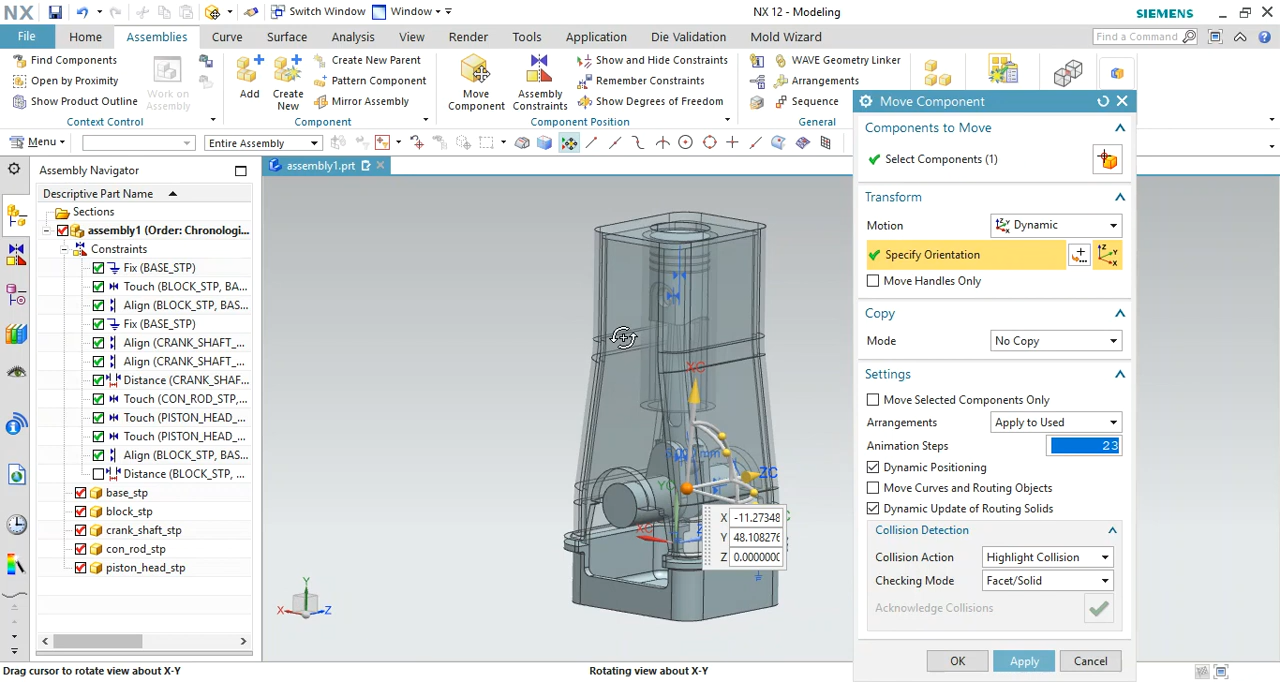 NX Switch Window Window NX 12 - Modeling SIEMENS
File Home Assemblies Curve Surface Analysis View Render Tools Application Die Validation Mold Wizard Find a Command
Find Components
Open by Proximity
Show Product Outline
Work on Assembly
Context Control
Add
Create New
Create New Parent
Pattern Component
Mirror Assembly
Component
Move Component
Assembly Constraints
Show and Hide Constraints
Remember Constraints
Show Degrees of Freedom
Component Position
WAVE Geometry Linker
Arrangements
Sequence
General
Menu Entire Assembly
Assembly Navigator
Descriptive Part Name
Sections
assembly1 (Order: Chronologi...
Constraints
Fix (BASE_STP)
Touch (BLOCK_STP, BA...
Align (BLOCK_STP, BAS...
Fix (BASE_STP)
Align (CRANK_SHAFT_...
Align (CRANK_SHAFT_...
Distance (CRANK_SHAF...
Touch (CON_ROD_STP,...
Touch (PISTON_HEAD_...
Touch (PISTON_HEAD_...
Align (BLOCK_STP, BAS...
Distance (BLOCK_STP, ...
base_stp
block_stp
crank_shaft_stp
con_rod_stp
piston_head_stp
assembly1.prt
XC
ZC
YC
XC
X -11.27348
Y 48.108276
Z 0.0000000
Y
X Z
Move Component
Components to Move
Select Components (1)
Transform
Motion Dynamic
Specify Orientation
Move Handles Only
Copy
Mode No Copy
Settings
Move Selected Components Only
Arrangements Apply to Used
Animation Steps 23
Dynamic Positioning
Move Curves and Routing Objects
Dynamic Update of Routing Solids
Collision Detection
Collision Action Highlight Collision
Checking Mode Facet/Solid
Acknowledge Collisions
OK Apply Cancel
Drag cursor to rotate view about X-Y Rotating view about X-Y